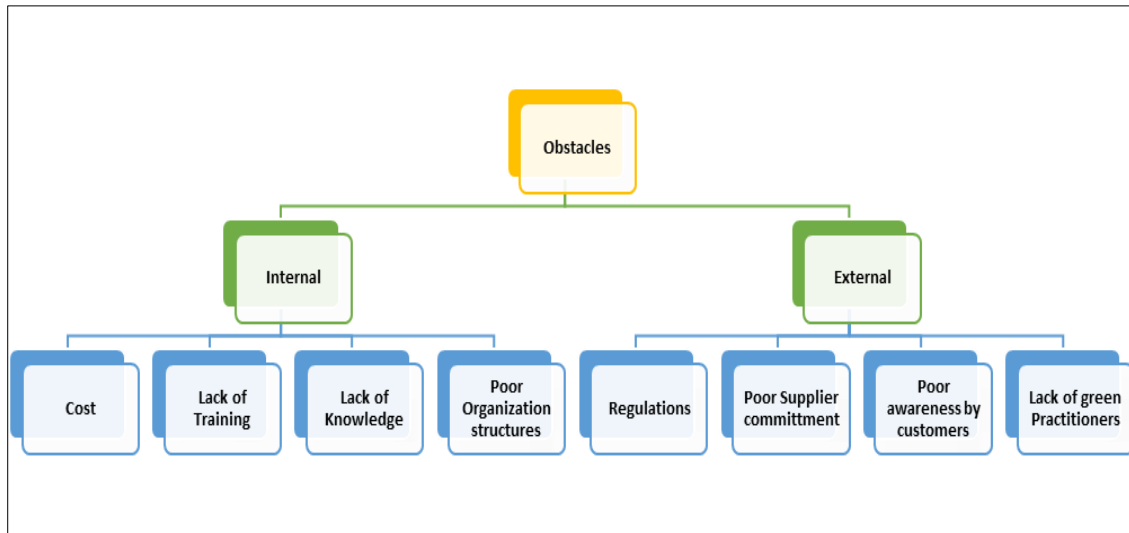 Obstacles
Internal
External
Cost
Lack of
Training
Lack of
Knowledge
Poor
Organization
structures
Regulations
Poor Supplier
committment
Poor
awareness by
customers
Lack of green
Practitioners